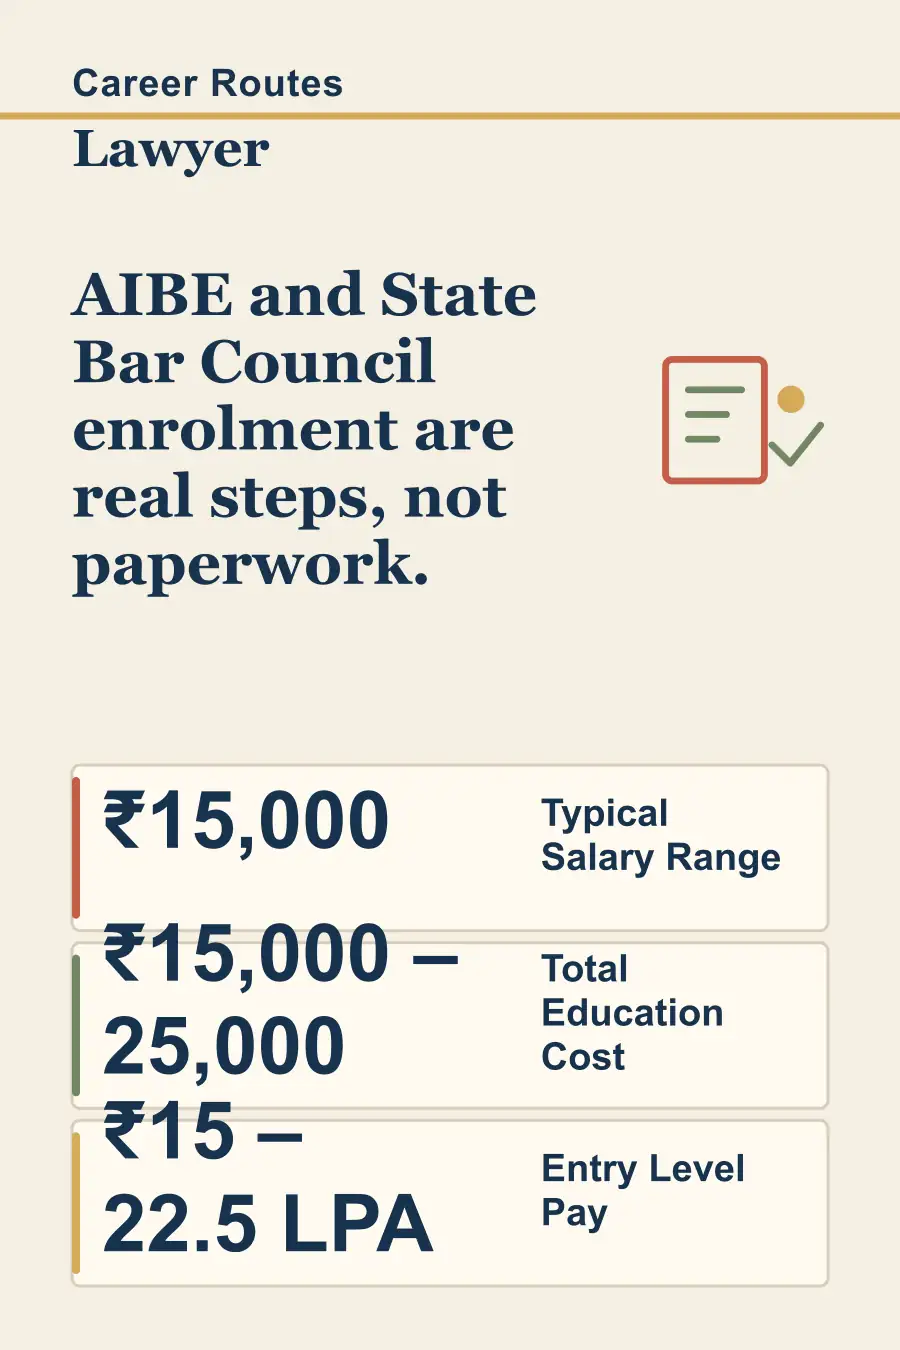 Career Routes
Lawyer
AIBE and State
Bar Council
enrolment are
real steps, not
paperwork.
₹15,000
Typical
Salary Range
₹15,000 –
25,000
Total
Education
Cost
₹15 –
22.5 LPA
Entry Level
Pay